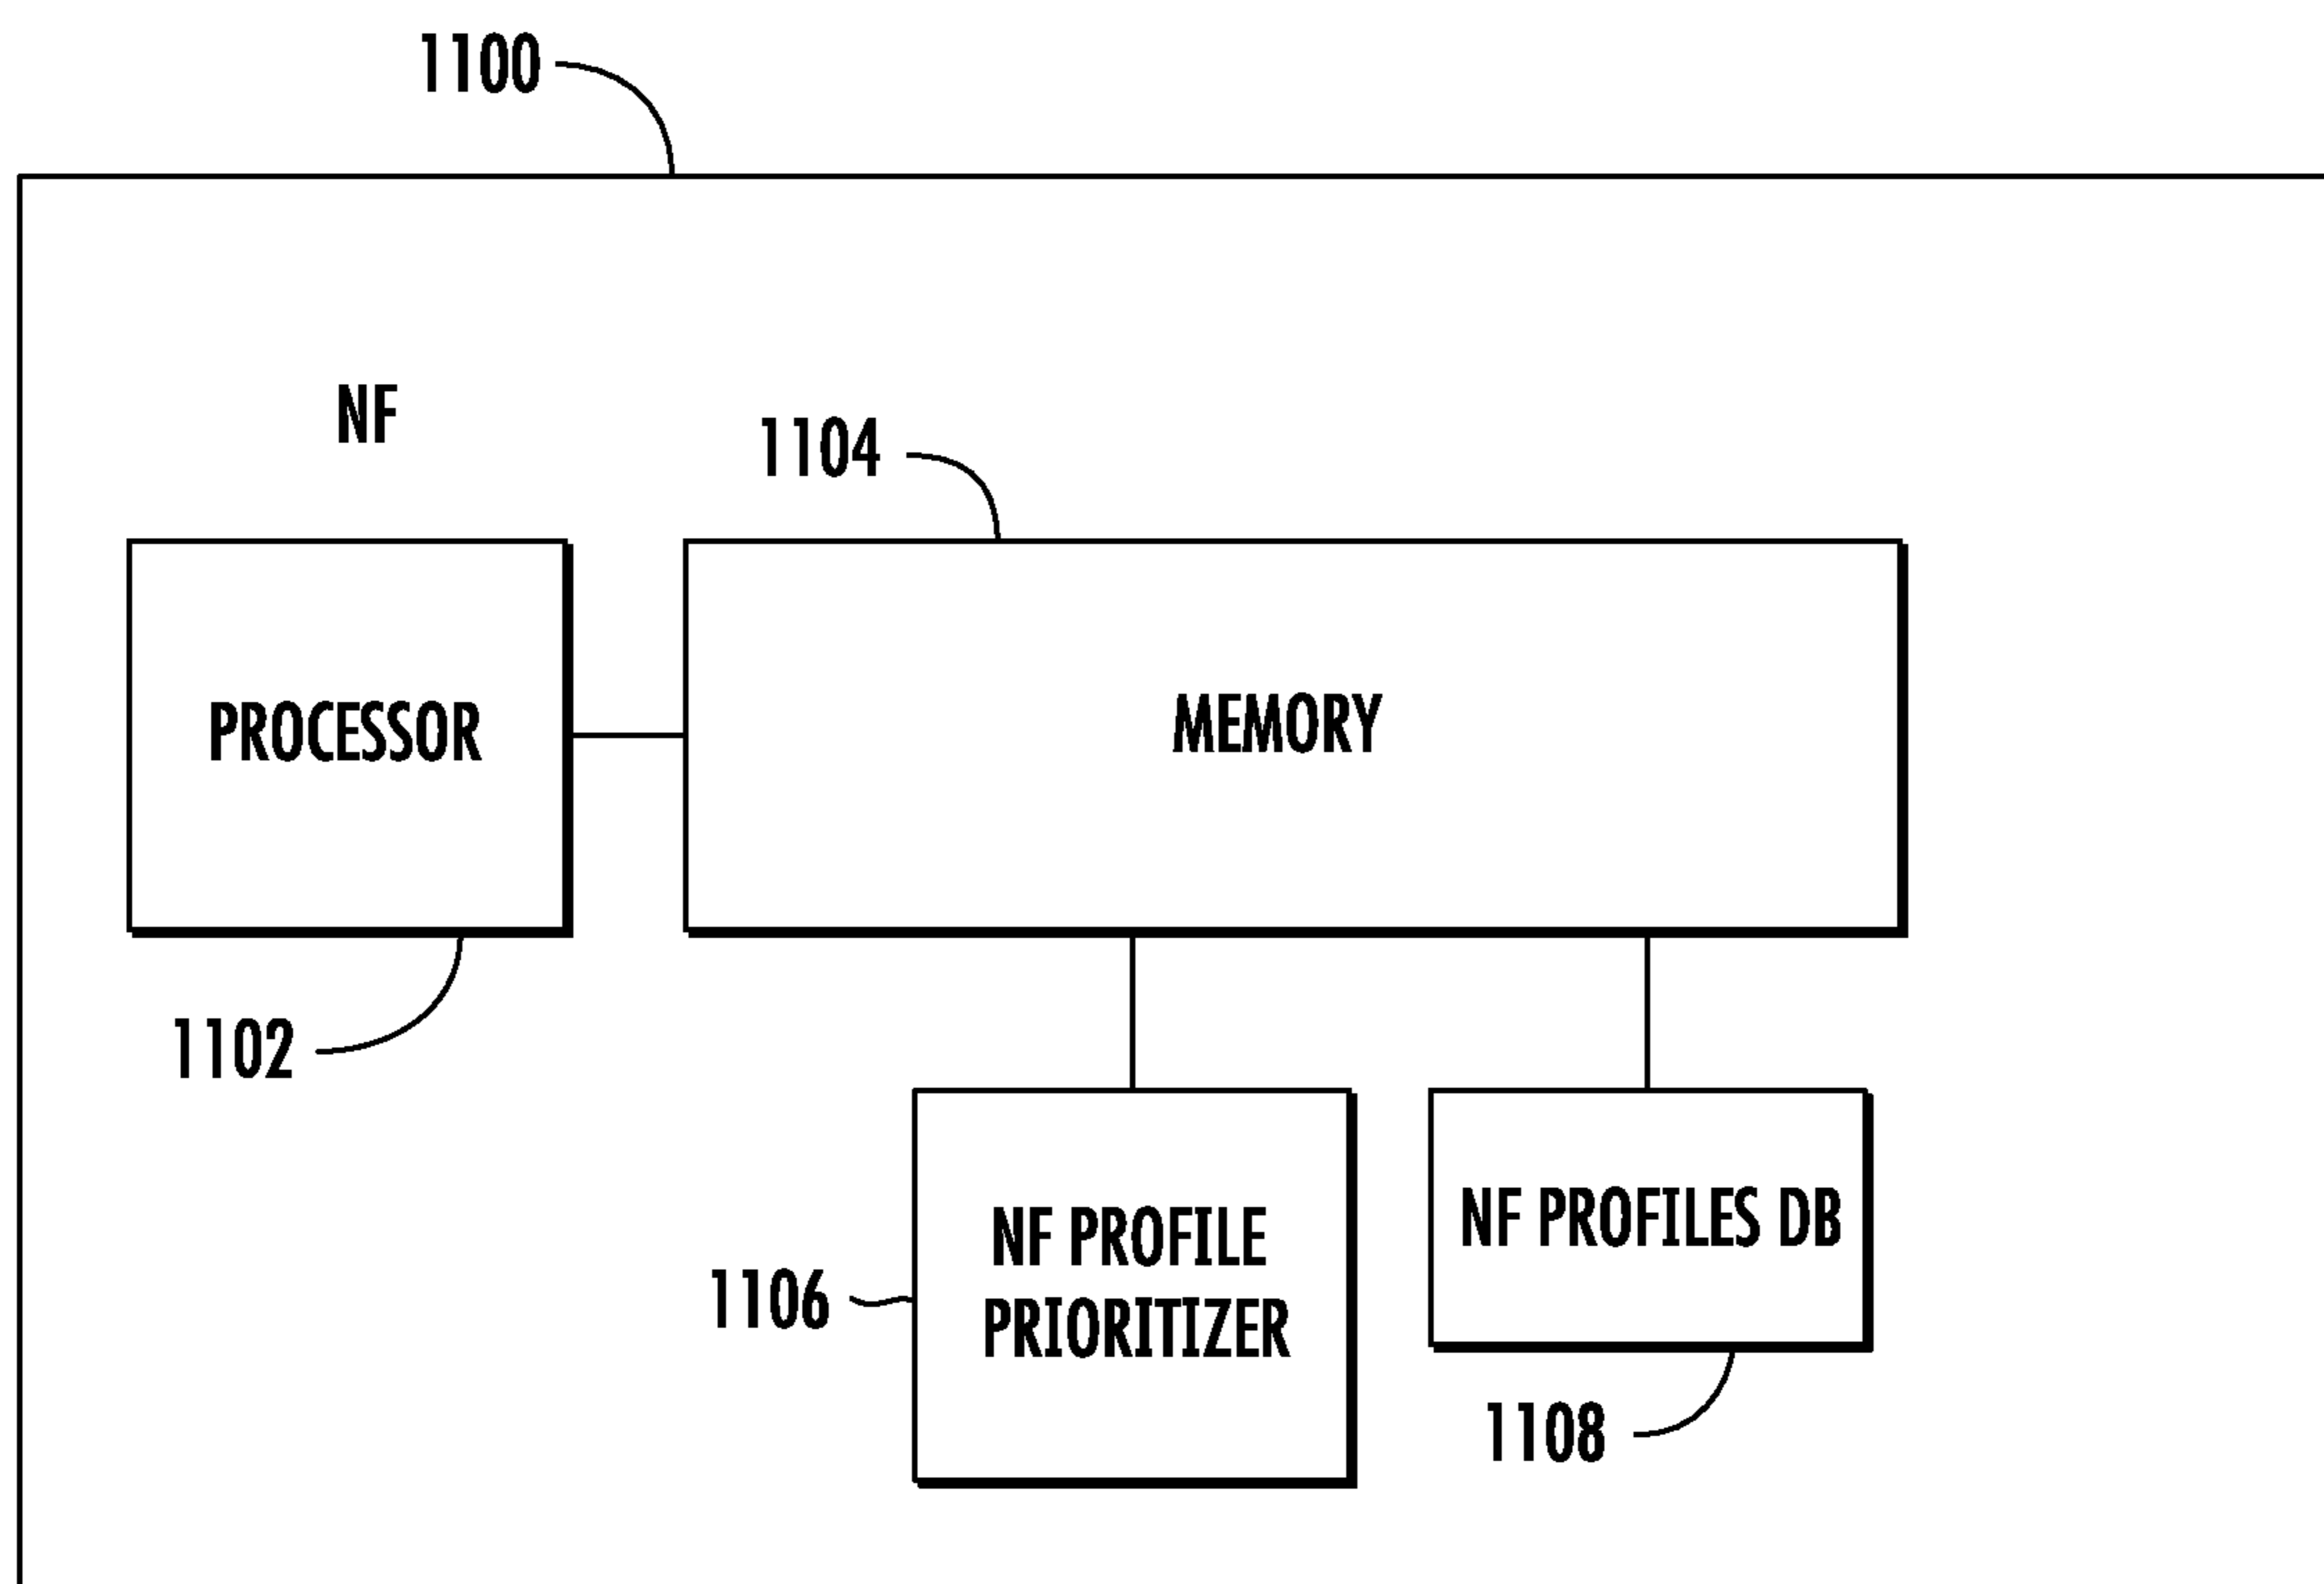 1100
NF
1104
PROCESSOR
MEMORY
1102
NF PROFILE
PRIORITIZER
NF PROFILES DB
1106
1108